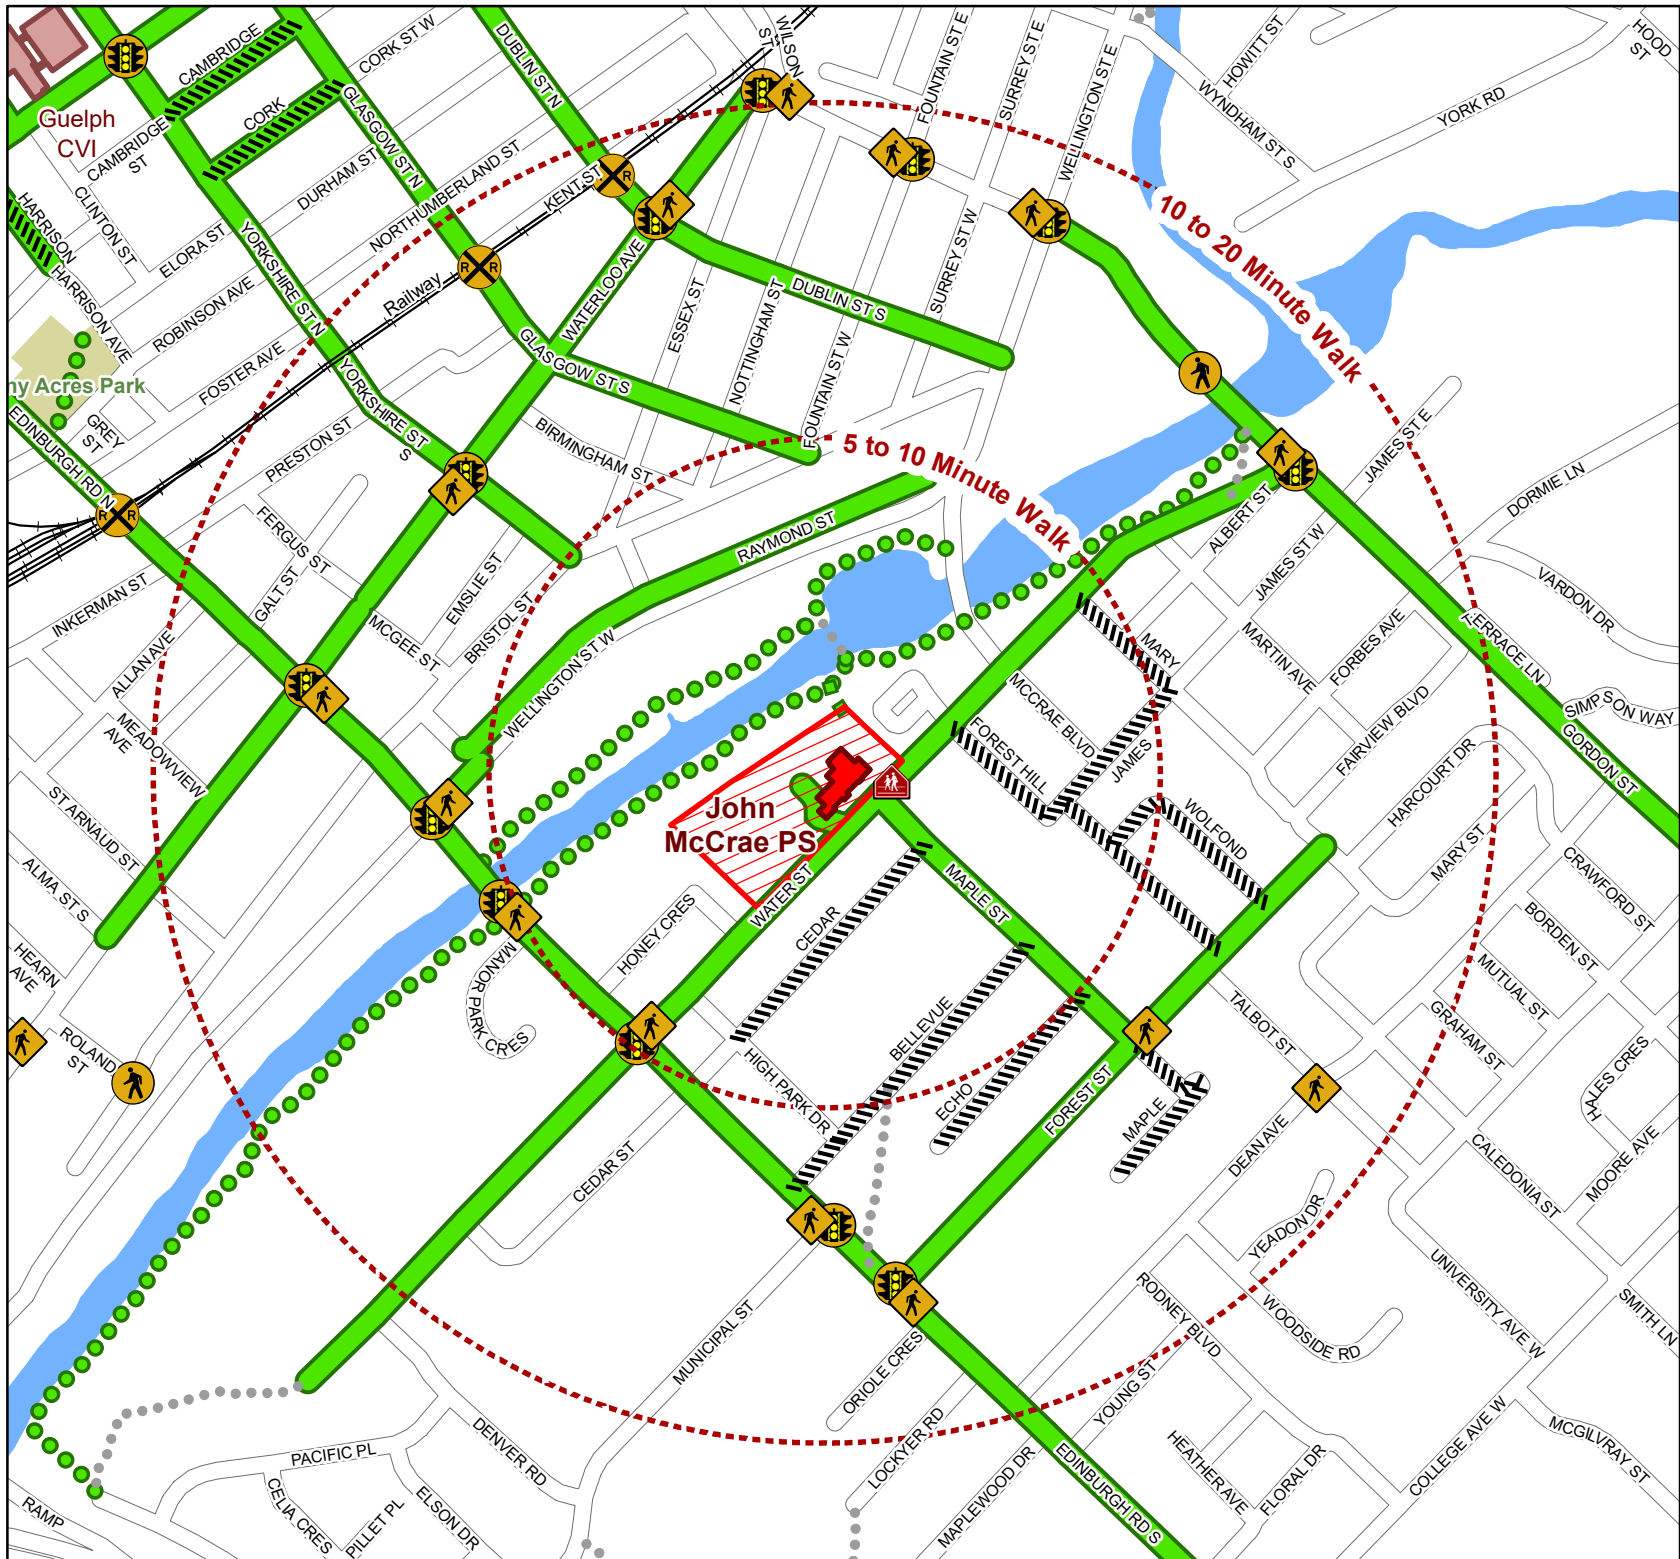 CAMBRIDGE
CORK ST W
DUBLIN ST N
WILSON
ST
FOUNTAIN ST E
SURREY ST E
WELLINGTON ST E
HOWITT ST
HOOD
ST
WYNDHAM ST S
YORK RD
Guelph
CVI
CORK
CAMBRIDGE
ST
GLASGOW ST N
CLINTON ST
DURHAM ST
NORTHUMBERLAND ST
KENT ST
HARRISON
HARRISON AVE
ELORA ST
ROBINSON AVE
YORKSHIRE ST N
Railway
WATERLOO AVE
ESSEX ST
NOTTINGHAM ST
DUBLIN ST S
SURREY ST W
FOUNTAIN ST W
10 to 20 Minute Walk
FOSTER AVE
GLASGOW ST S
ny Acres Park
GREY
ST
EDINBURGH RD N
YORKSHIRE ST
S
PRESTON ST
BIRMINGHAM ST
5 to 10 Minute Walk
JAMES ST E
DORMIE LN
FERGUS ST
RAYMOND ST
ALBERT ST
JAMES ST W
VARDON DR
INKERMAN ST
GALT ST
EMSLIE ST
BRISTOL ST
MCGEE ST
ALLAN AVE
WELLINGTON ST W
MARY
MARTIN AVE
FORBES AVE
TERRACE LN
MCCRAE BLVD
FOREST HILL
JAMES
FAIRVIEW BLVD
SIMPSON WAY
GORDON ST
MEADOWVIEW
AVE
HARCOURT DR
ST ARNAUD ST
John
McCrae PS
WOLFOND
ALMA ST S
MAPLE ST
MARY ST
CRAWFORD ST
WATER ST
CEDAR
HONEY CRES
BORDEN ST
HEARN
AVE
MANOR PARK CRES
MUTUAL ST
TALBOT ST
GRAHAM ST
BELLEVUE
ROLAND
ST
HIGH PARK DR
ECHO
FOREST ST
MAPLE
HALES CRES
DEAN AVE
CEDAR ST
CALEDONIA ST
MOORE AVE
YEADON DR
UNIVERSITY AVE W
SMITH LN
RODNEY BLVD
WOODSIDE RD
MUNICIPAL ST
ORIOLE CRES
YOUNG ST
LOCKYER RD
DENVER RD
COLLEGE AVE W
MCGILVRAY ST
PACIFIC PL
EDINBURGH RD S
HEATHER AVE
FLORAL DR
MAPLEWOOD DR
RAMP
CELIA CRES
PILLET PL
ELSON DR
R R
R R
R R